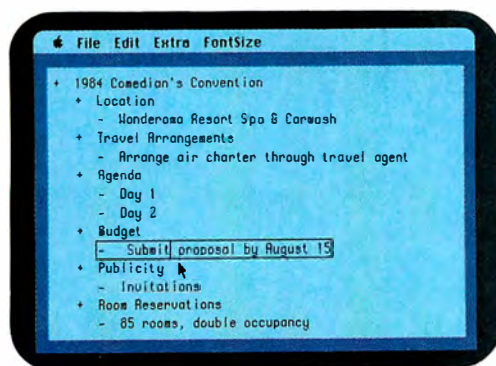 File Edit Extra FontSize
+ 1984 Comedian's Convention
+ Location
- Wonderama Resort Spa & Carwash
+ Travel Arrangements
- Arrange air charter through travel agent
+ Agenda
- Day 1
- Day 2
+ Budget
- Submit proposal by August 15
+ Publicity
- Invitations
+ Room Reservations
- 85 rooms, double occupancy